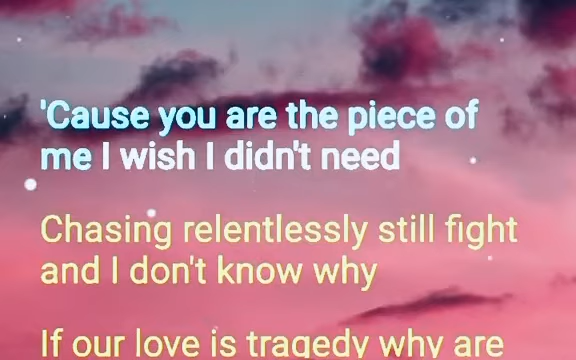 'Cause you are the piece of
me I wish I didn't need
Chasing relentlessly still fight
and I don't know why
If our love is tragedy why are